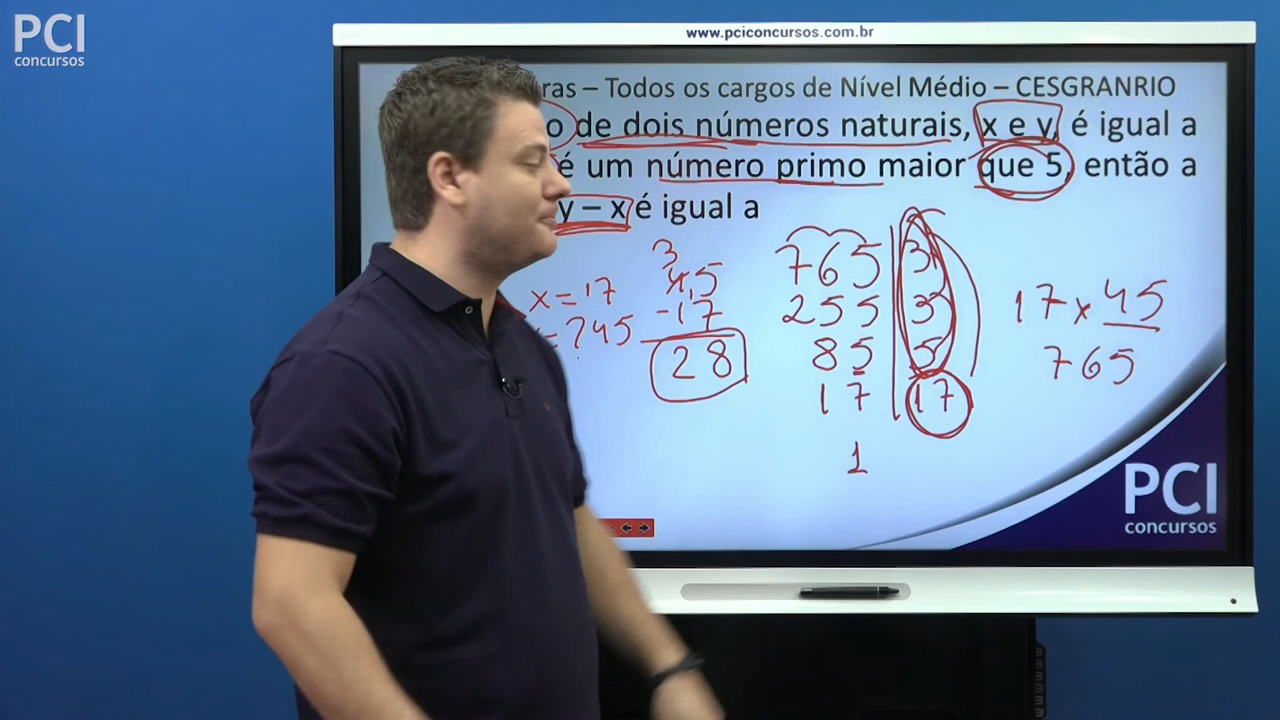 PCI
concursos
www.pciconcursos.com.br
– Todos os cargos de Nível Médio – CESGRANRIO
de dois números naturais, x e y, é igual a
é um número primo maior que 5, então a
y – x é igual a
x = 17
= ? 45
3
45
- 17
28
765 3
255 3
85 5
17 17
1
17 x 45
765
PCI
concursos